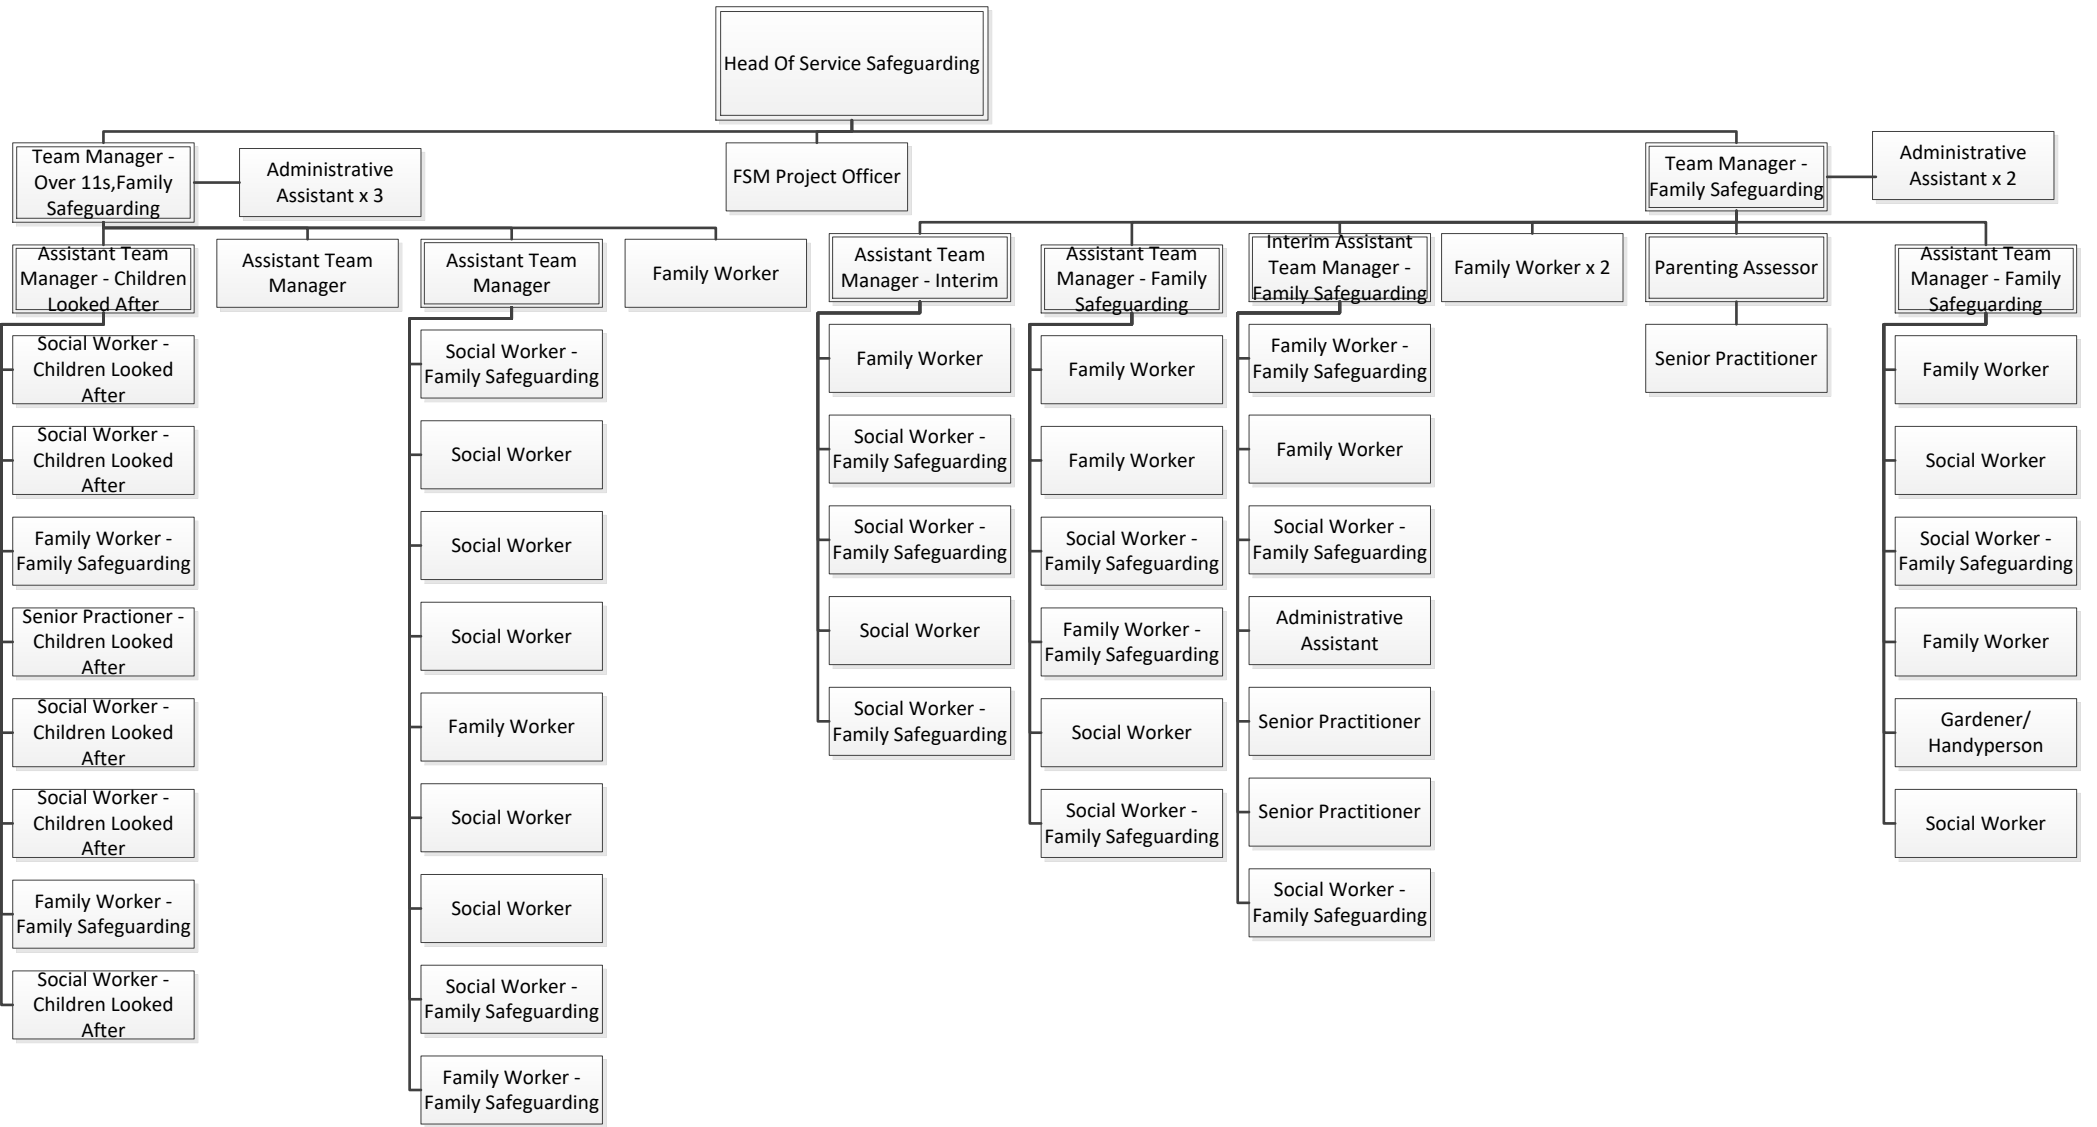 Head Of Service Safeguarding
Team Manager -
Over 11s,Family
Safeguarding
Administrative
Assistant x 3
FSM Project Officer
Team Manager -
Family Safeguarding
Administrative
Assistant x 2
Assistant Team
Manager - Children
Looked After
Assistant Team
Manager
Assistant Team
Manager
Family Worker
Assistant Team
Manager - Interim
Assistant Team
Manager - Family
Safeguarding
Interim Assistant
Team Manager -
Family Safeguarding
Family Worker x 2
Parenting Assessor
Assistant Team
Manager - Family
Safeguarding
Social Worker -
Children Looked
After
Social Worker -
Children Looked
After
Family Worker -
Family Safeguarding
Senior Practioner -
Children Looked
After
Social Worker -
Children Looked
After
Social Worker -
Children Looked
After
Family Worker -
Family Safeguarding
Social Worker -
Children Looked
After
Social Worker -
Family Safeguarding
Social Worker
Social Worker
Social Worker
Family Worker
Social Worker
Social Worker
Social Worker -
Family Safeguarding
Family Worker -
Family Safeguarding
Family Worker
Social Worker -
Family Safeguarding
Social Worker -
Family Safeguarding
Social Worker
Social Worker -
Family Safeguarding
Family Worker
Family Worker
Social Worker -
Family Safeguarding
Family Worker -
Family Safeguarding
Social Worker
Social Worker -
Family Safeguarding
Family Worker -
Family Safeguarding
Family Worker
Social Worker -
Family Safeguarding
Administrative
Assistant
Senior Practitioner
Senior Practitioner
Social Worker -
Family Safeguarding
Senior Practitioner
Family Worker
Social Worker
Social Worker -
Family Safeguarding
Family Worker
Gardener/
Handyperson
Social Worker